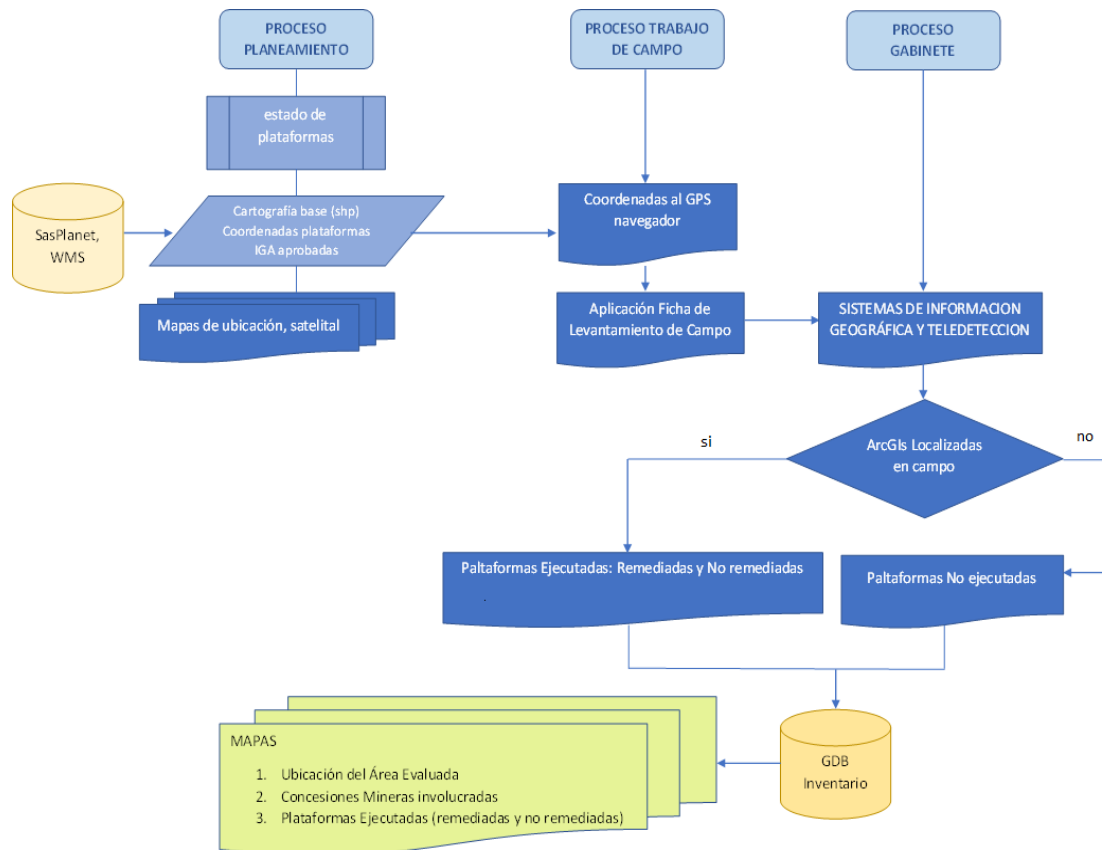 PROCESO
PLANEAMIENTO
PROCESO TRABAJO
DE CAMPO
PROCESO
GABINETE
estado de
plataformas
SasPlanet,
WMS
Cartografía base (shp)
Coordenadas plataformas
IGA aprobadas
Coordenadas al GPS
navegador
Mapas de ubicación, satelital
Aplicación Ficha de
Levantamiento de Campo
SISTEMAS DE INFORMACION
GEOGRÁFICA Y TELEDETECCION
si
ArcGIs Localizadas
en campo
no
Paltaformas Ejecutadas: Remediadas y No remediadas
.
Paltaformas No ejecutadas
GDB
Inventario
MAPAS
1. Ubicación del Área Evaluada
2. Concesiones Mineras involucradas
3. Plataformas Ejecutadas (remediadas y no remediadas)